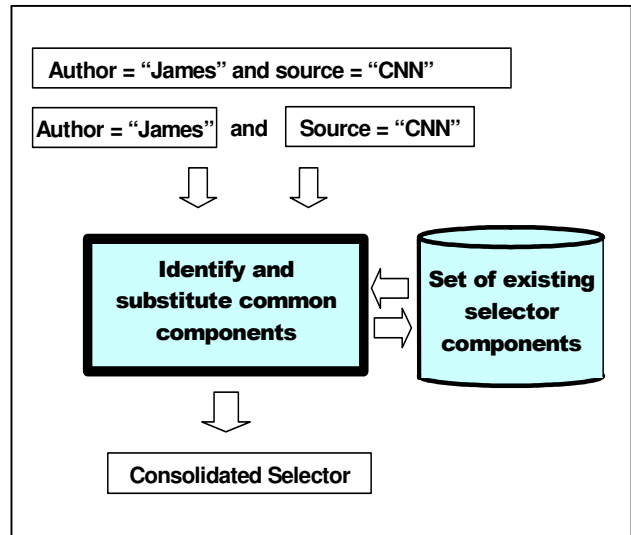 Author = “James” and source = “CNN”
Author = “James” and Source = “CNN”
Identify and
substitute common
components
Set of existing
selector
components
Consolidated Selector